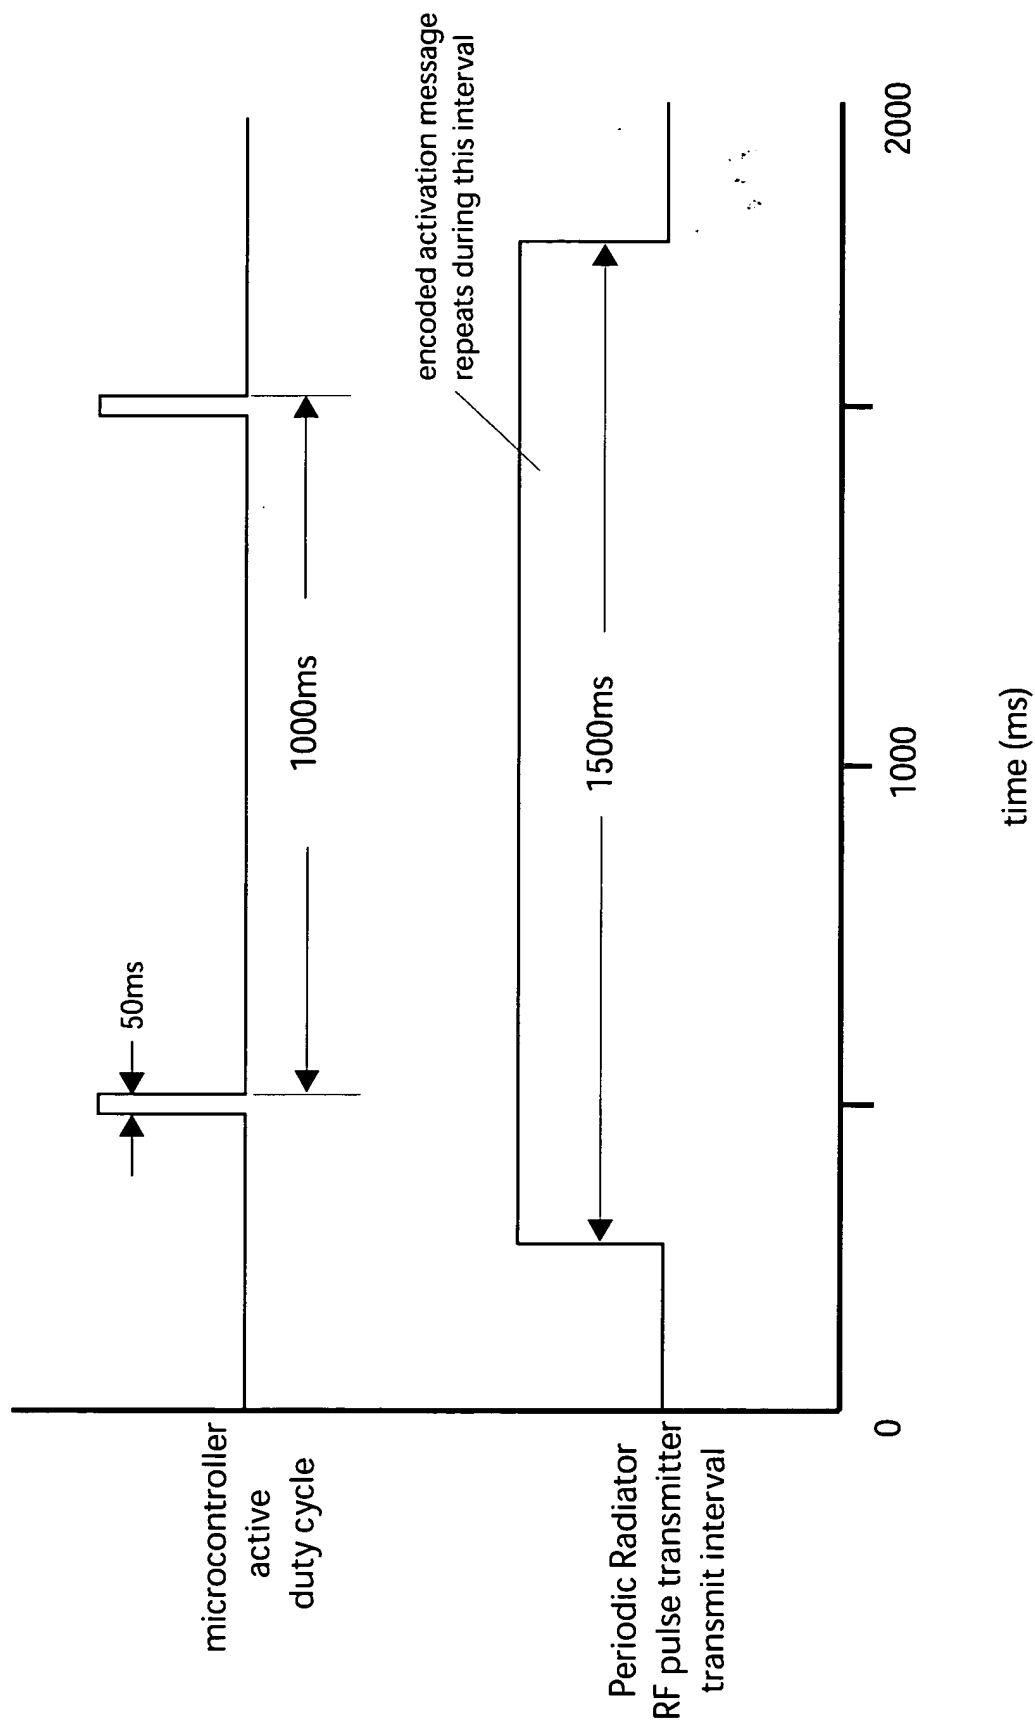 microcontroller
active
duty cycle
50ms
1000ms
encoded activation message
repeats during this interval
Periodic Radiator
RF pulse transmitter
transmit interval
1500ms
0
1000
2000
time (ms)